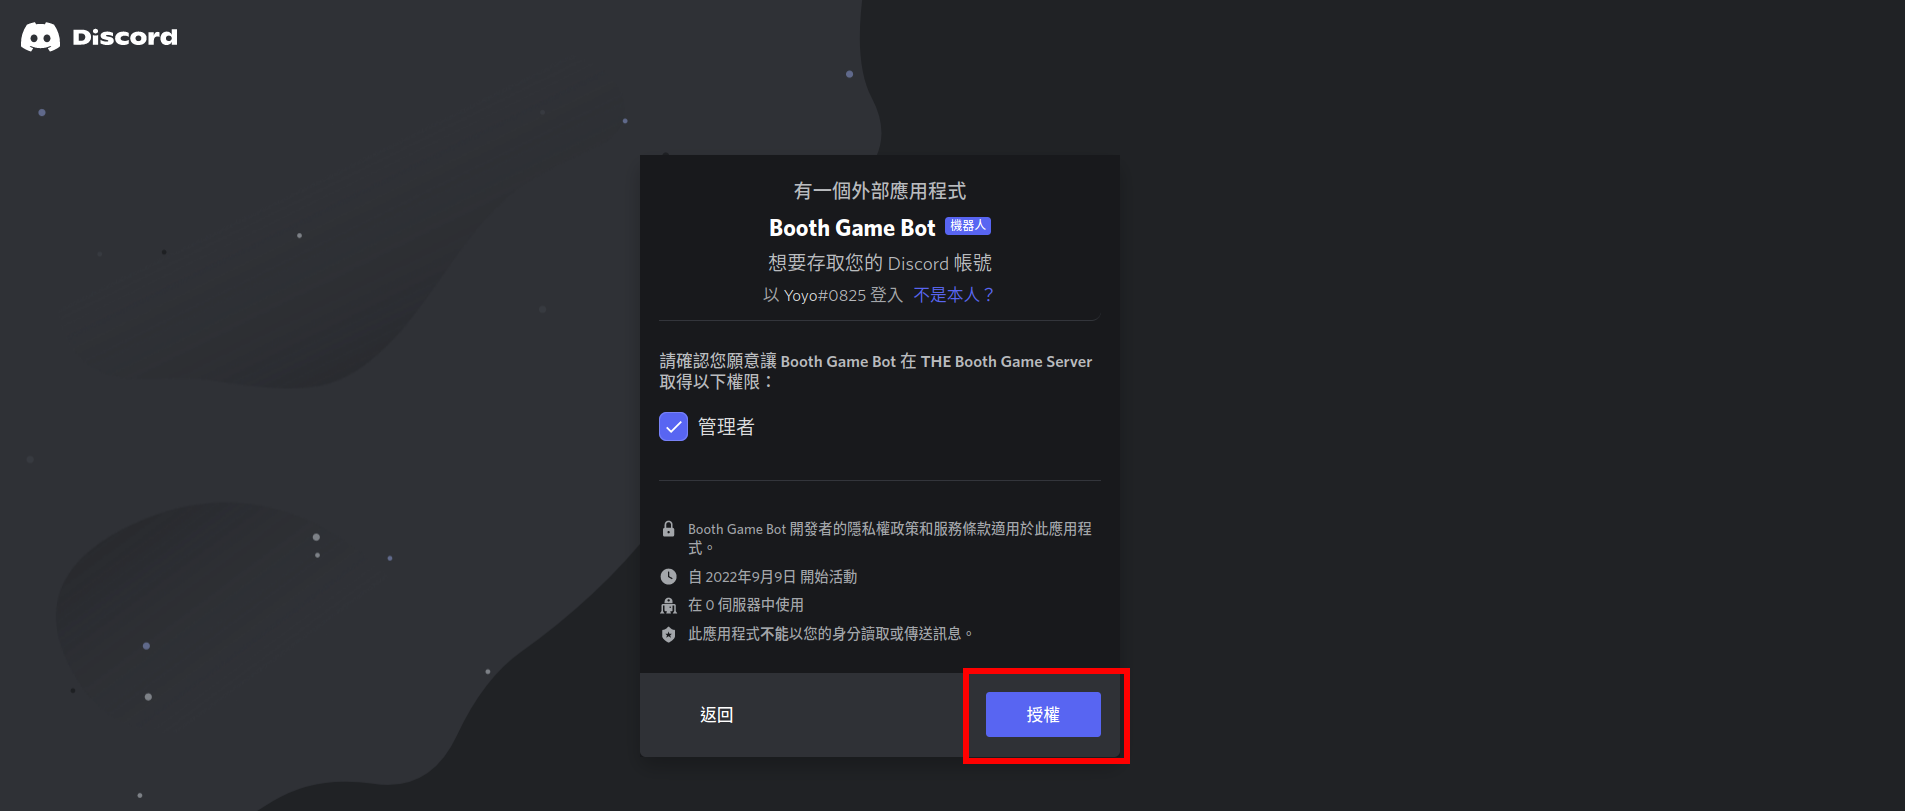 Discord
有一個外部應用程式
Booth Game Bot 機器人
想要存取您的 Discord 帳號
以 Yoyo#0825 登入 不是本人？
請確認您願意讓 Booth Game Bot 在 THE Booth Game Server
取得以下權限：
管理者
Booth Game Bot 開發者的隱私權政策和服務條款適用於此應用程
式。
自 2022年9月9日 開始活動
在 0 伺服器中使用
此應用程式不能以您的身分讀取或傳送訊息。
返回
授權